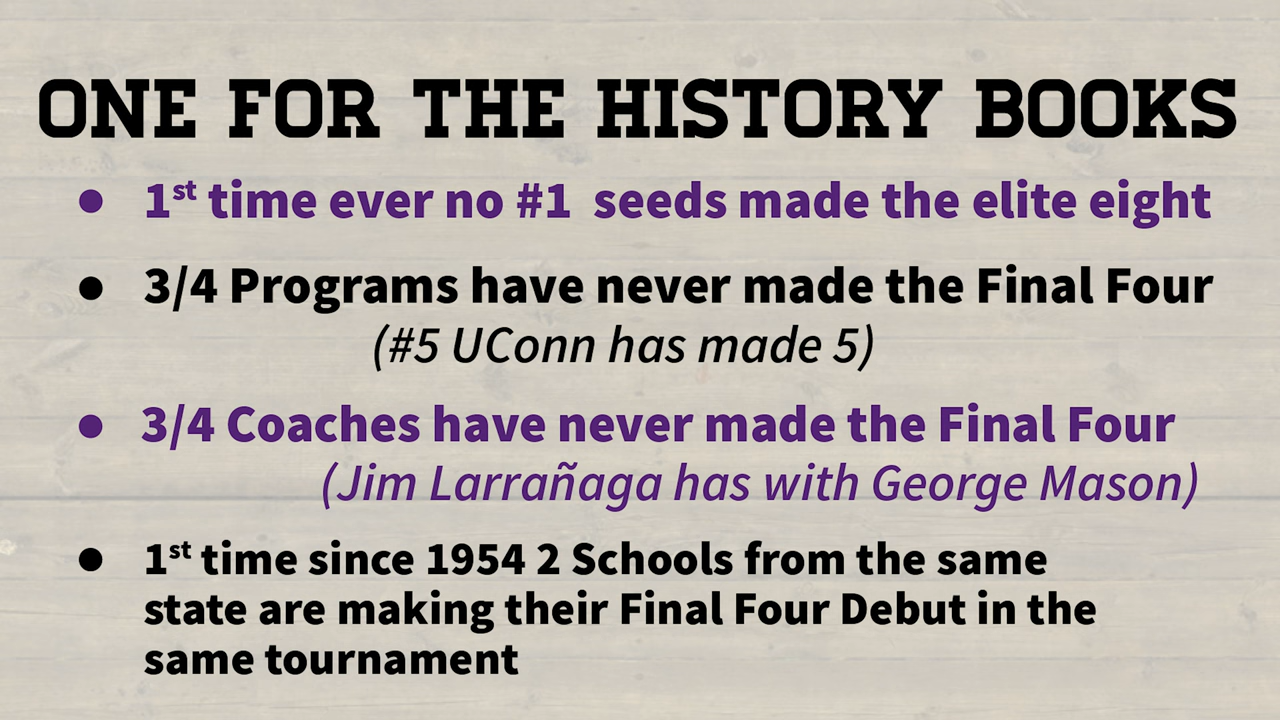 ONE FOR THE HISTORY BOOKS
• 1st time ever no #1 seeds made the elite eight
• 3/4 Programs have never made the Final Four
(#5 UConn has made 5)
• 3/4 Coaches have never made the Final Four
(Jim Larrañaga has with George Mason)
• 1st time since 1954 2 Schools from the same
state are making their Final Four Debut in the
same tournament